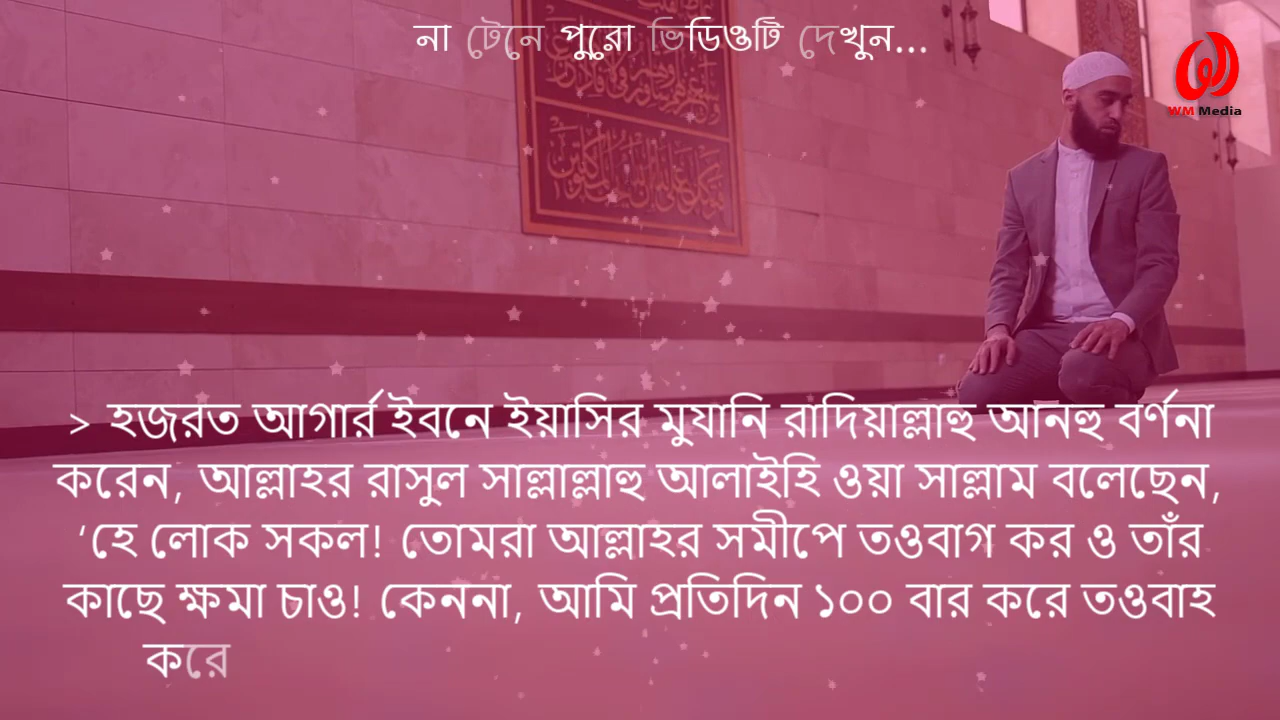 না টেনে পুরো ভিডিওটি দেখুন...
WM Media
> হজরত আগার্র ইবনে ইয়াসির মুযানি রাদিয়াল্লাহু আনহু বর্ণনা
করেন, আল্লাহর রাসুল সাল্লাল্লাহু আলাইহি ওয়া সাল্লাম বলেছেন,
‘হে লোক সকল! তোমরা আল্লাহর সমীপে তওবাগ কর ও তাঁর
কাছে ক্ষমা চাও! কেননা, আমি প্রতিদিন ১০০ বার করে তওবাহ
করে